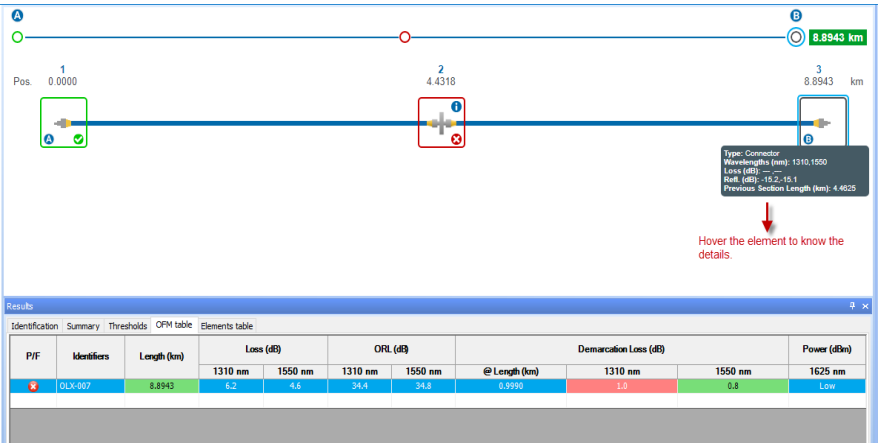 A B
8.8943 km
1 2 3
Pos. 0.0000 4.4318 8.8943 km
i
A B
Type: Connector
Wavelengths (nm): 1310,1550
Loss (dB): --- ,---
Refl. (dB): -15.2,-15.1
Previous Section Length (km): 4.4625
Hover the element to know the
details.
Results
Identification Summary Thresholds OFM table Elements table
P/F Identifiers Length (km) Loss (dB) ORL (dB) Demarcation Loss (dB) Power (dBm)
1310 nm 1550 nm 1310 nm 1550 nm @ Length (km) 1310 nm 1550 nm 1625 nm
OLX-007 8.8943 6.2 4.6 34.4 34.8 0.9990 1.0 0.8 Low